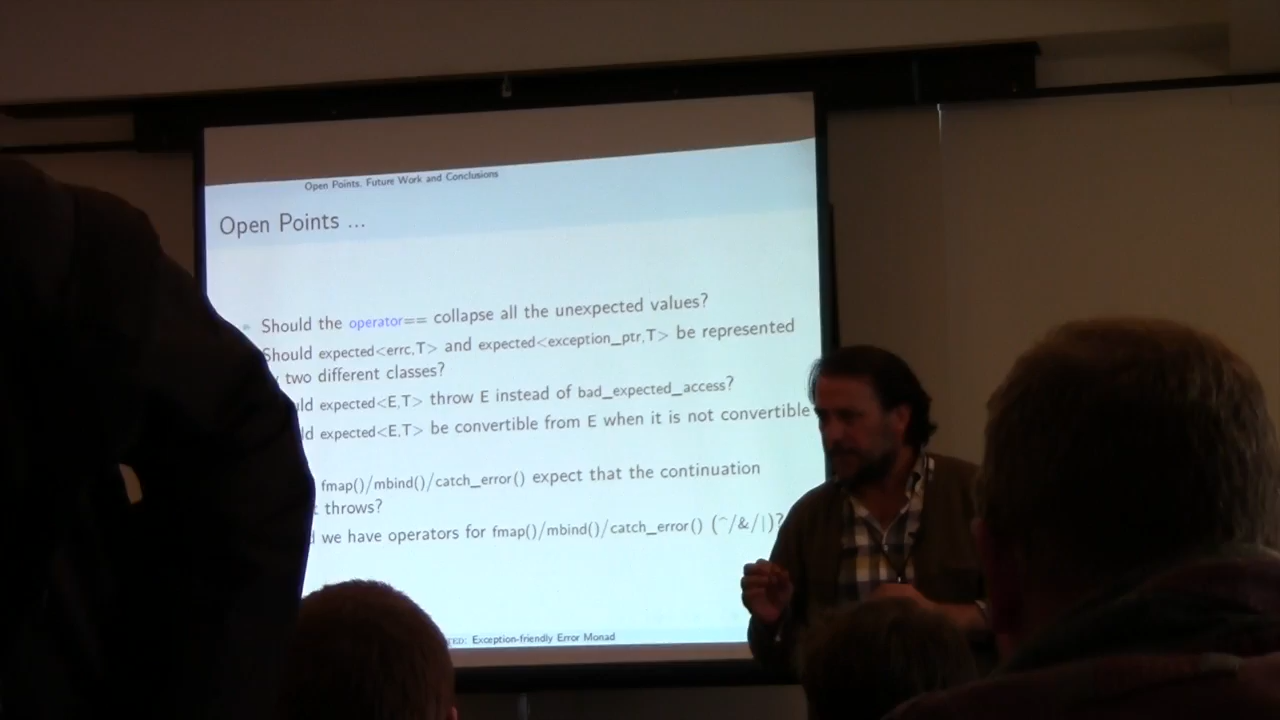 Open Points, Future Work and Conclusions
Open Points ...
Should the operator== collapse all the unexpected values?
Should expected<errc,T> and expected<exception_ptr,T> be represented
two different classes?
expected<E,T> throw E instead of bad_expected_access?
expected<E,T> be convertible from E when it is not convertible
fmap()/mbind()/catch_error() expect that the continuation
throws?
we have operators for fmap()/mbind()/catch_error() (^/&/|)?
Exception-friendly Error Monad